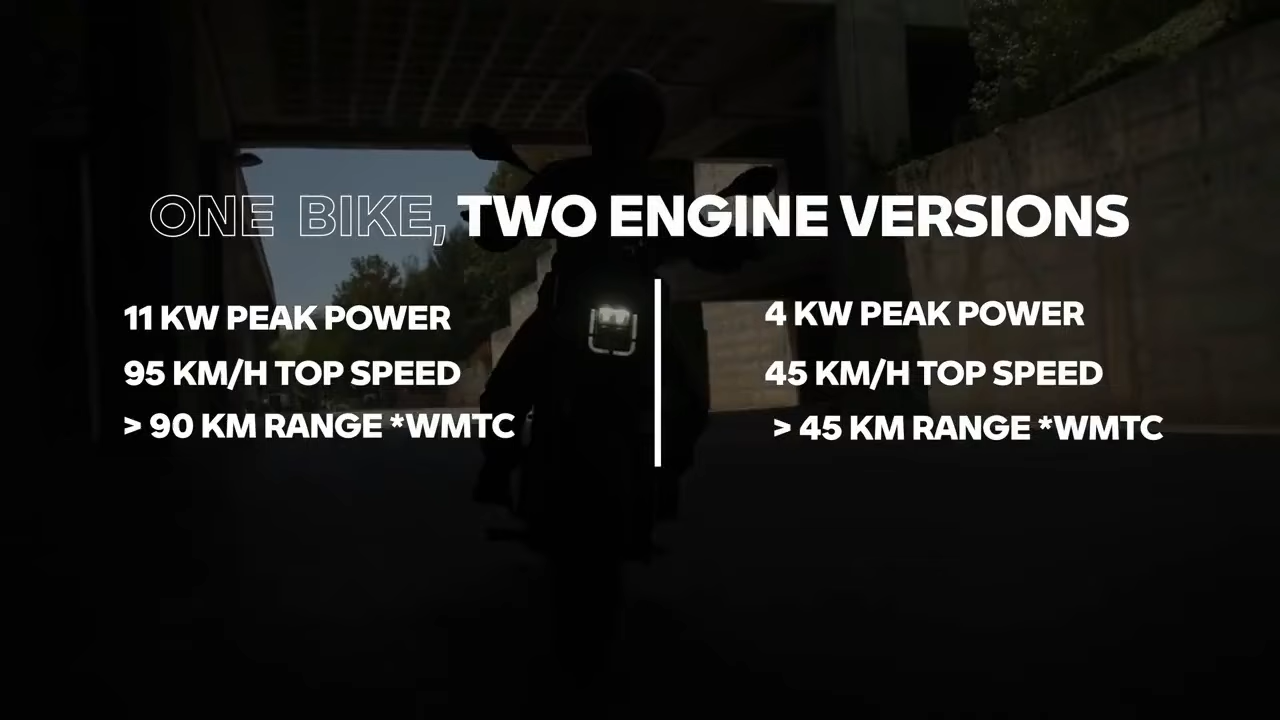 ONE BIKE, TWO ENGINE VERSIONS
11 KW PEAK POWER
95 KM/H TOP SPEED
> 90 KM RANGE *WMTC
4 KW PEAK POWER
45 KM/H TOP SPEED
> 45 KM RANGE *WMTC